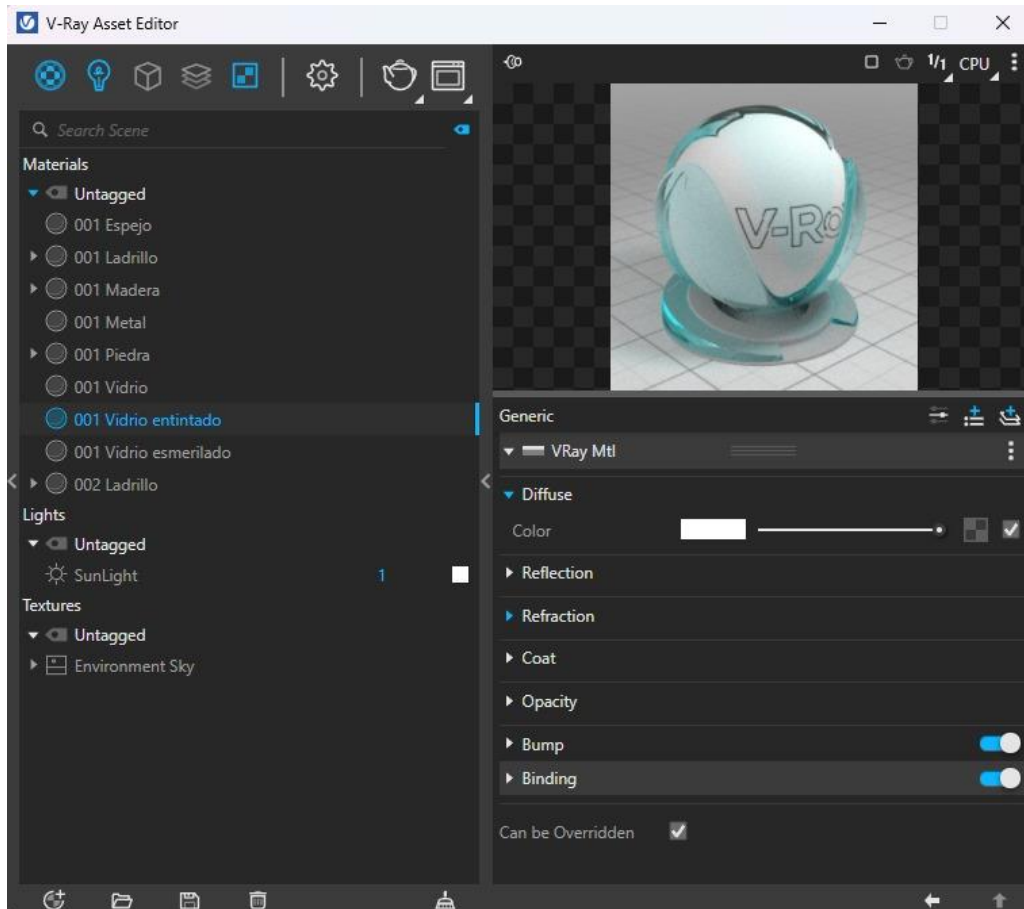 V-Ray Asset Editor
Search Scene
Materials
Untagged
001 Espejo
001 Ladrillo
001 Madera
001 Metal
001 Piedra
001 Vidrio
001 Vidrio entintado
001 Vidrio esmerilado
002 Ladrillo
Lights
Untagged
SunLight 1
Textures
Untagged
Environment Sky
1/1 CPU
V-Ra
Generic
VRay Mtl
Diffuse
Color
Reflection
Refraction
Coat
Opacity
Bump
Binding
Can be Overridden